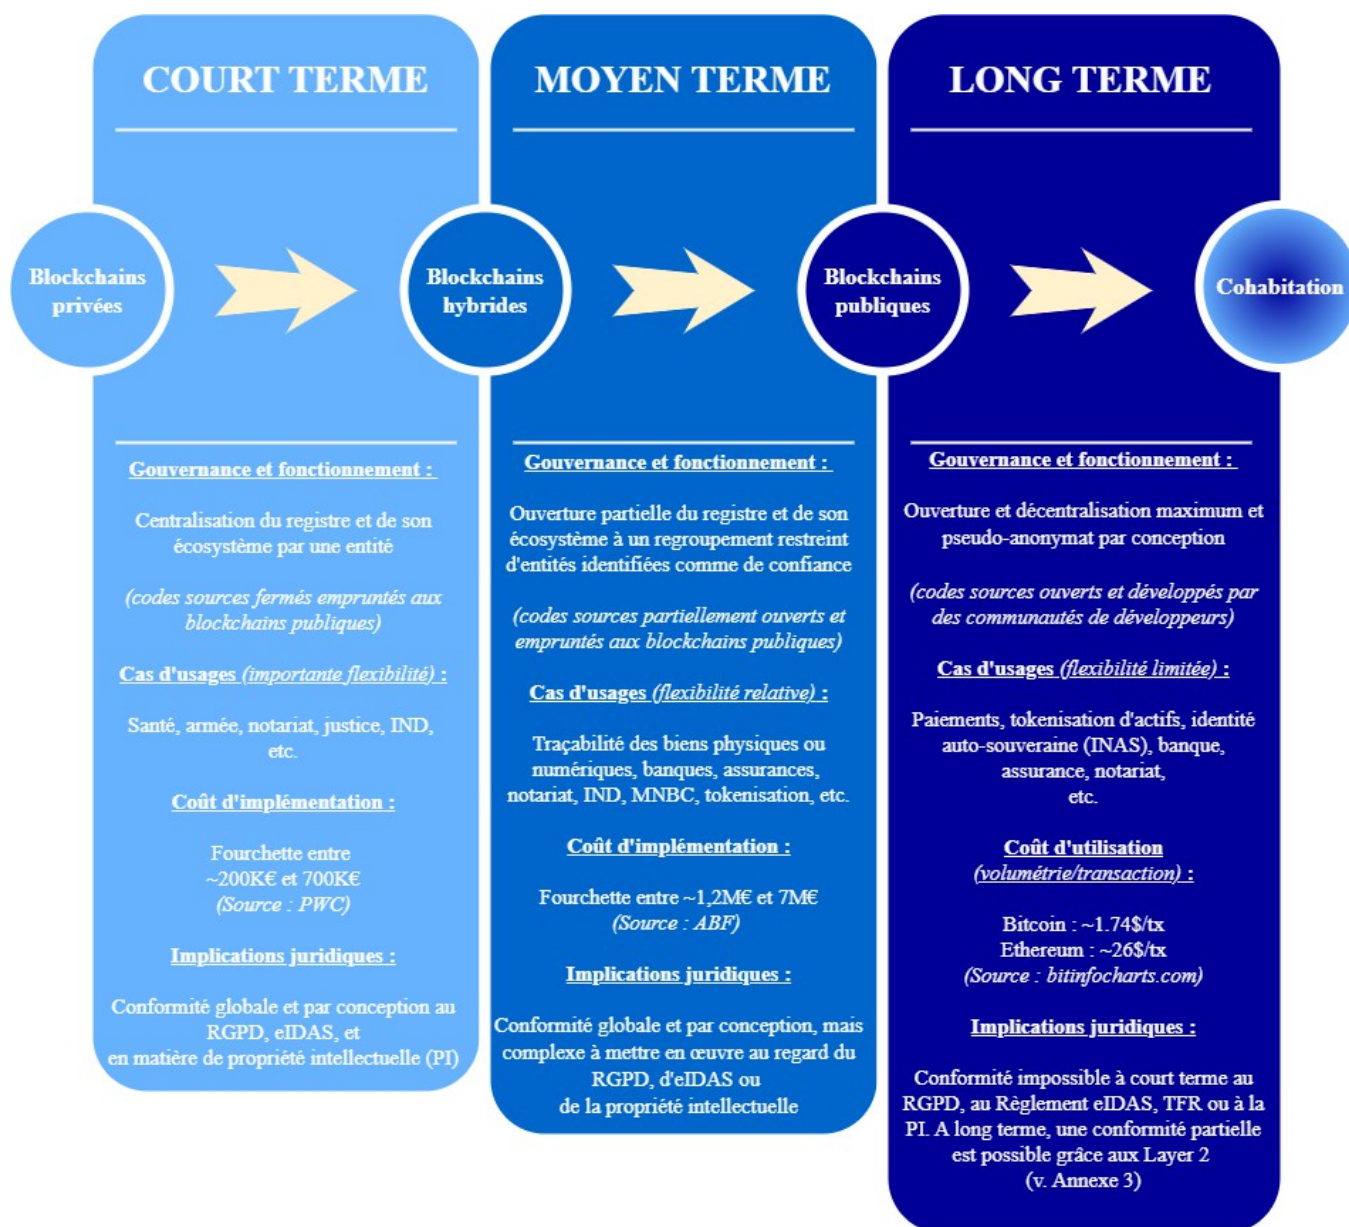 COURT TERME
Blockchains
privées
Gouvernance et fonctionnement :
Centralisation du registre et de son
écosystème par une entité
(codes sources fermés empruntés aux
blockchains publiques)
Cas d'usages (importante flexibilité) :
Santé, armée, notariat, justice, IND,
etc.
Coût d'implémentation :
Fourchette entre
~200K€ et 700K€
(Source : PWC)
Implications juridiques :
Conformité globale et par conception au
RGPD, eIDAS, et
en matière de propriété intellectuelle (PI)
MOYEN TERME
Blockchains
hybrides
Gouvernance et fonctionnement :
Ouverture partielle du registre et de son
écosystème à un regroupement restreint
d'entités identifiées comme de confiance
(codes sources partiellement ouverts et
empruntés aux blockchains publiques)
Cas d'usages (flexibilité relative) :
Traçabilité des biens physiques ou
numériques, banques, assurances,
notariat, IND, MNBC, tokenisation, etc.
Coût d'implémentation :
Fourchette entre ~1,2M€ et 7M€
(Source : ABF)
Implications juridiques :
Conformité globale et par conception, mais
complexe à mettre en œuvre au regard du
RGPD, d'eIDAS ou
de la propriété intellectuelle
LONG TERME
Blockchains
publiques
Cohabitation
Gouvernance et fonctionnement :
Ouverture et décentralisation maximum et
pseudo-anonymat par conception
(codes sources ouverts et développés par
des communautés de développeurs)
Cas d'usages (flexibilité limitée) :
Paiements, tokenisation d'actifs, identité
auto-souveraine (INAS), banque,
assurance, notariat,
etc.
Coût d'utilisation
(volumétrie/transaction) :
Bitcoin : ~1.74$/tx
Ethereum : ~26$/tx
(Source : bitinfocharts.com)
Implications juridiques :
Conformité impossible à court terme au
RGPD, au Règlement eIDAS, TFR ou à la
PI. A long terme, une conformité partielle
est possible grâce aux Layer 2
(v. Annexe 3)